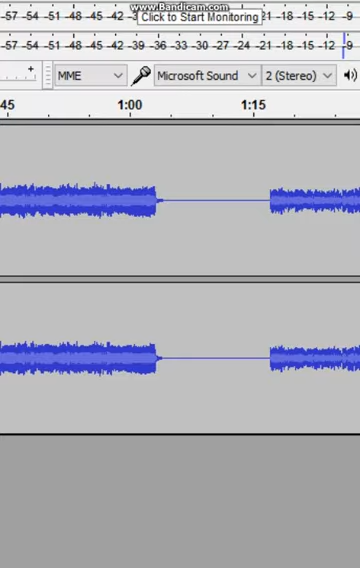 www.Bandicam.com
-57 -54 -51 -48 -45 -42 -3 Click to Start Monitoring 21 -18 -15 -12 -9
-57 -54 -51 -48 -45 -42 -39 -36 -33 -30 -27 -24 -21 -18 -15 -12 -9
MME Microsoft Sound 2 (Stereo)
45 1:00 1:15